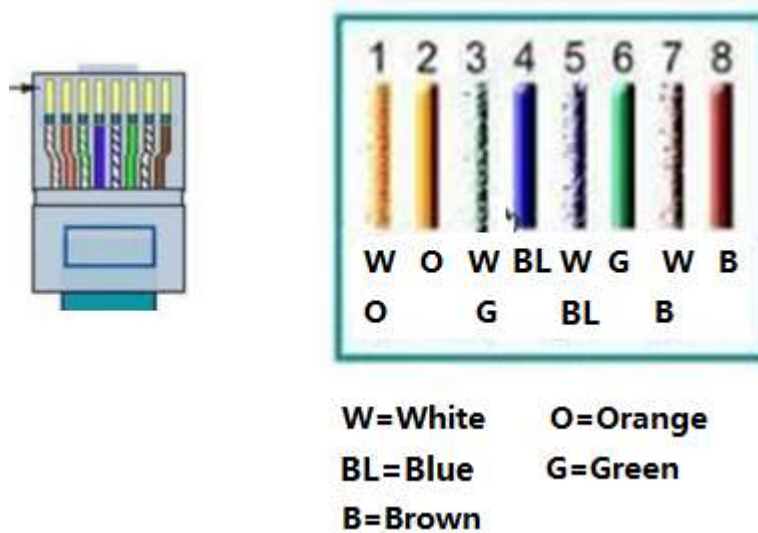 1 2 3 4 5 6 7 8
W O W BL W G W B
O G BL B
W=White O=Orange
BL=Blue G=Green
B=Brown